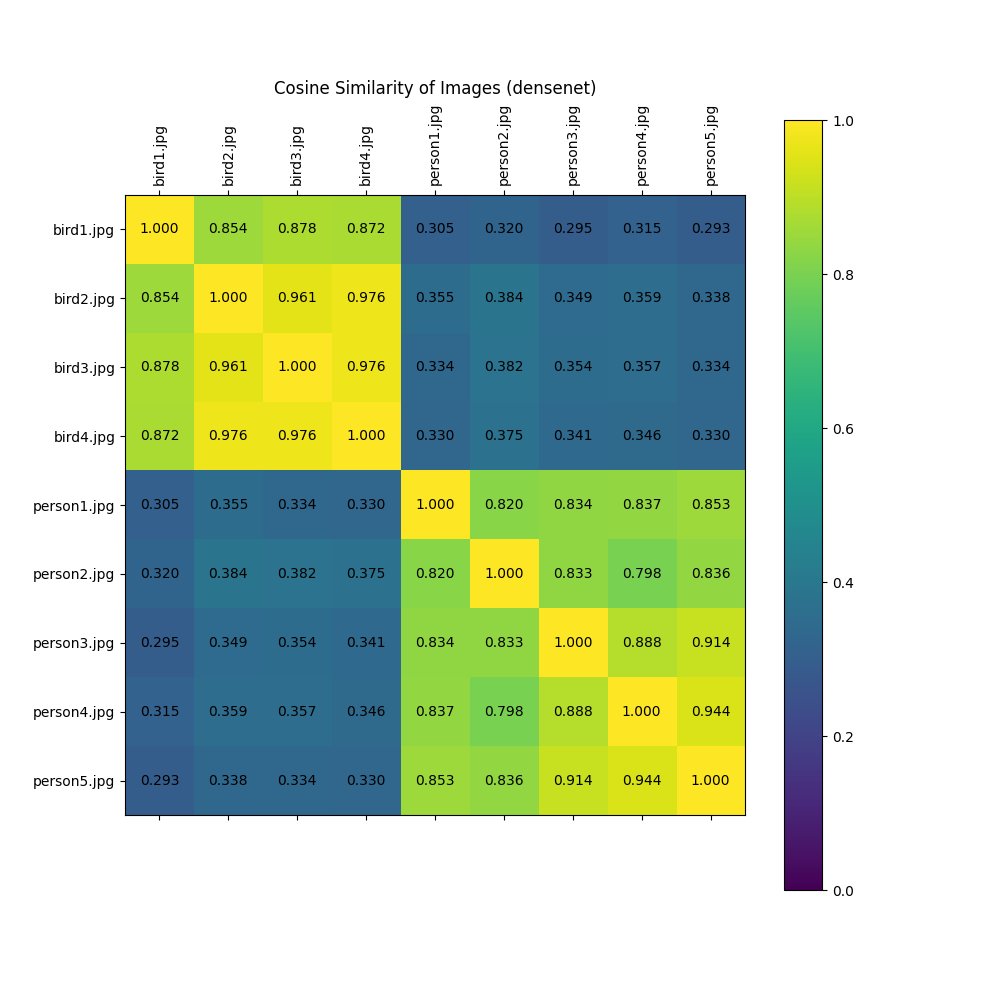 Cosine Similarity of Images (densenet)
bird1.jpg bird2.jpg bird3.jpg bird4.jpg person1.jpg person2.jpg person3.jpg person4.jpg person5.jpg
bird1.jpg 1.000 0.854 0.878 0.872 0.305 0.320 0.295 0.315 0.293
bird2.jpg 0.854 1.000 0.961 0.976 0.355 0.384 0.349 0.359 0.338
bird3.jpg 0.878 0.961 1.000 0.976 0.334 0.382 0.354 0.357 0.334
bird4.jpg 0.872 0.976 0.976 1.000 0.330 0.375 0.341 0.346 0.330
person1.jpg 0.305 0.355 0.334 0.330 1.000 0.820 0.834 0.837 0.853
person2.jpg 0.320 0.384 0.382 0.375 0.820 1.000 0.833 0.798 0.836
person3.jpg 0.295 0.349 0.354 0.341 0.834 0.833 1.000 0.888 0.914
person4.jpg 0.315 0.359 0.357 0.346 0.837 0.798 0.888 1.000 0.944
person5.jpg 0.293 0.338 0.334 0.330 0.853 0.836 0.914 0.944 1.000
1.0
0.8
0.6
0.4
0.2
0.0